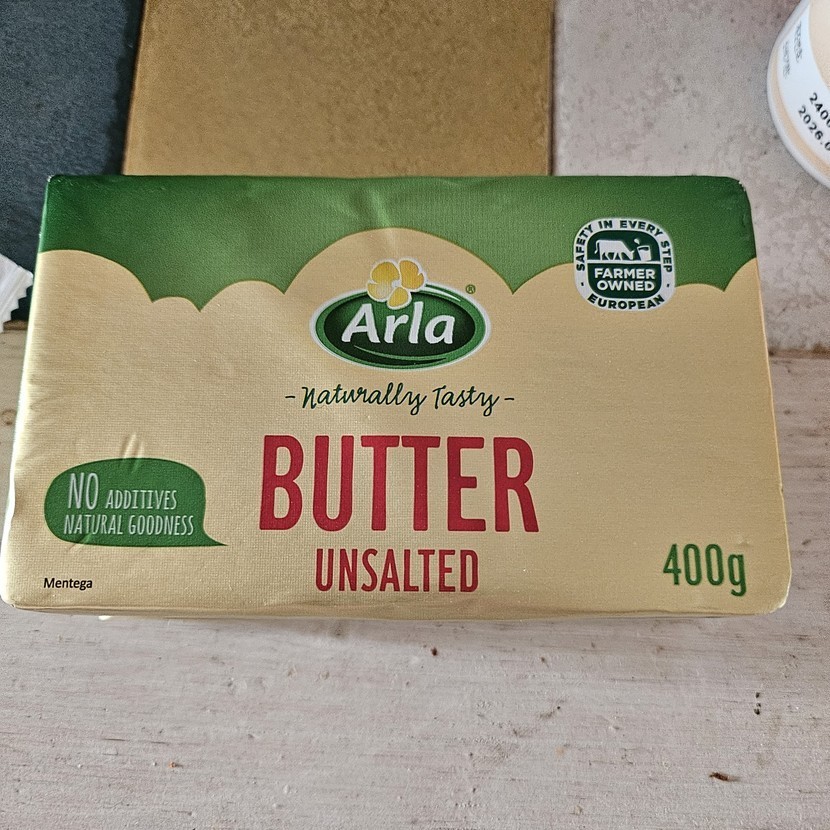 SAFETY IN EVERY STEP
FARMER
OWNED
EUROPEAN
Arla
®
-Naturally Tasty-
BUTTER
UNSALTED
NO ADDITIVES
NATURAL GOODNESS
Mentega
400g